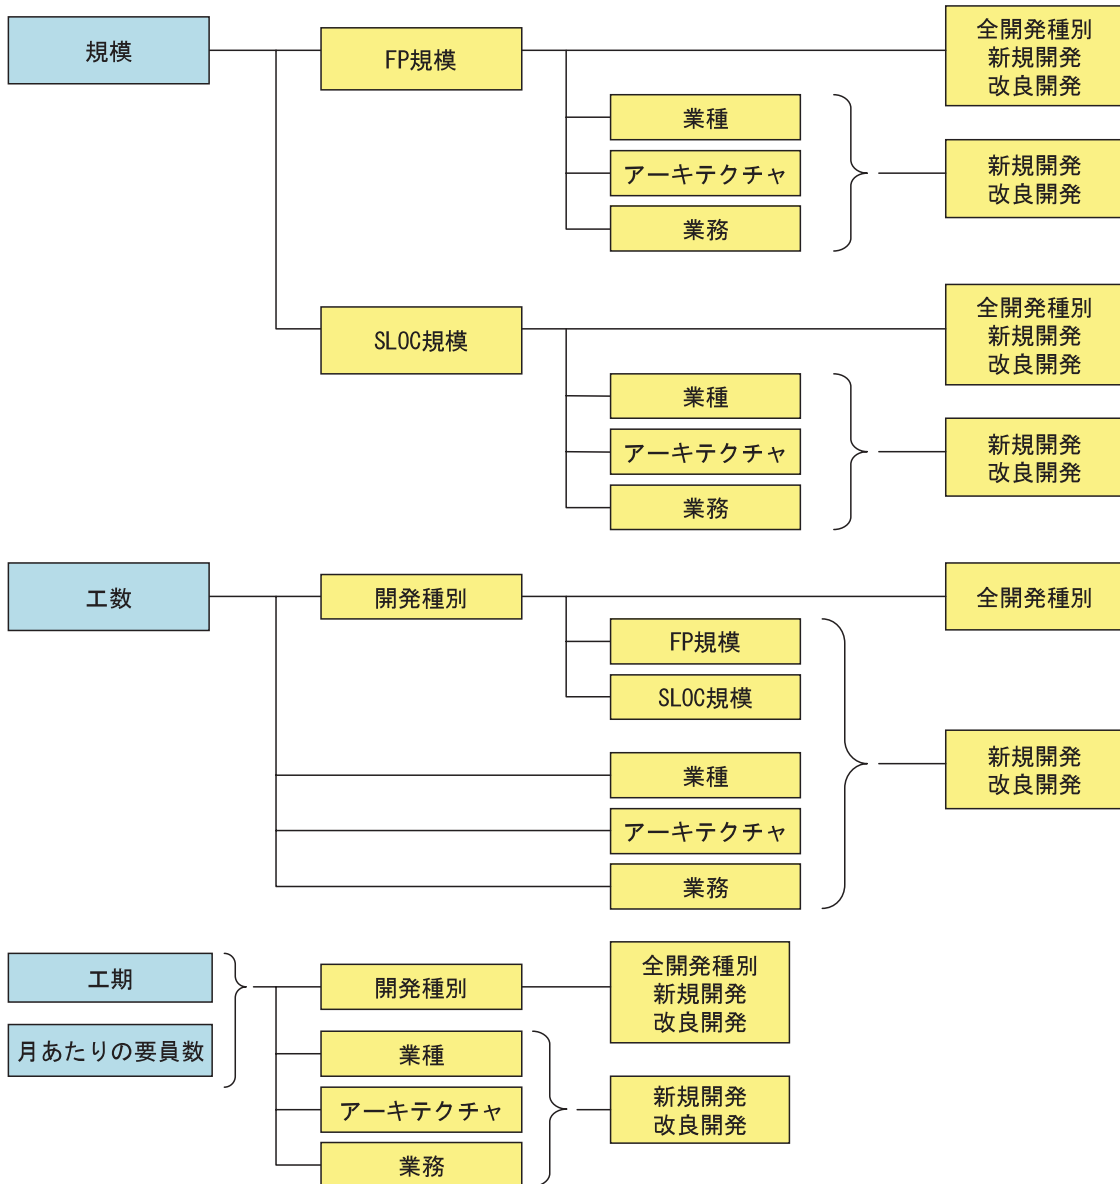 規模
FP規模
全開発種別
新規開発
改良開発
業種
アーキテクチャ
業務
新規開発
改良開発
SLOC規模
全開発種別
新規開発
改良開発
業種
アーキテクチャ
業務
新規開発
改良開発
工数
開発種別
全開発種別
FP規模
SLOC規模
業種
アーキテクチャ
業務
新規開発
改良開発
工期
月あたりの要員数
開発種別
全開発種別
新規開発
改良開発
業種
アーキテクチャ
業務
新規開発
改良開発